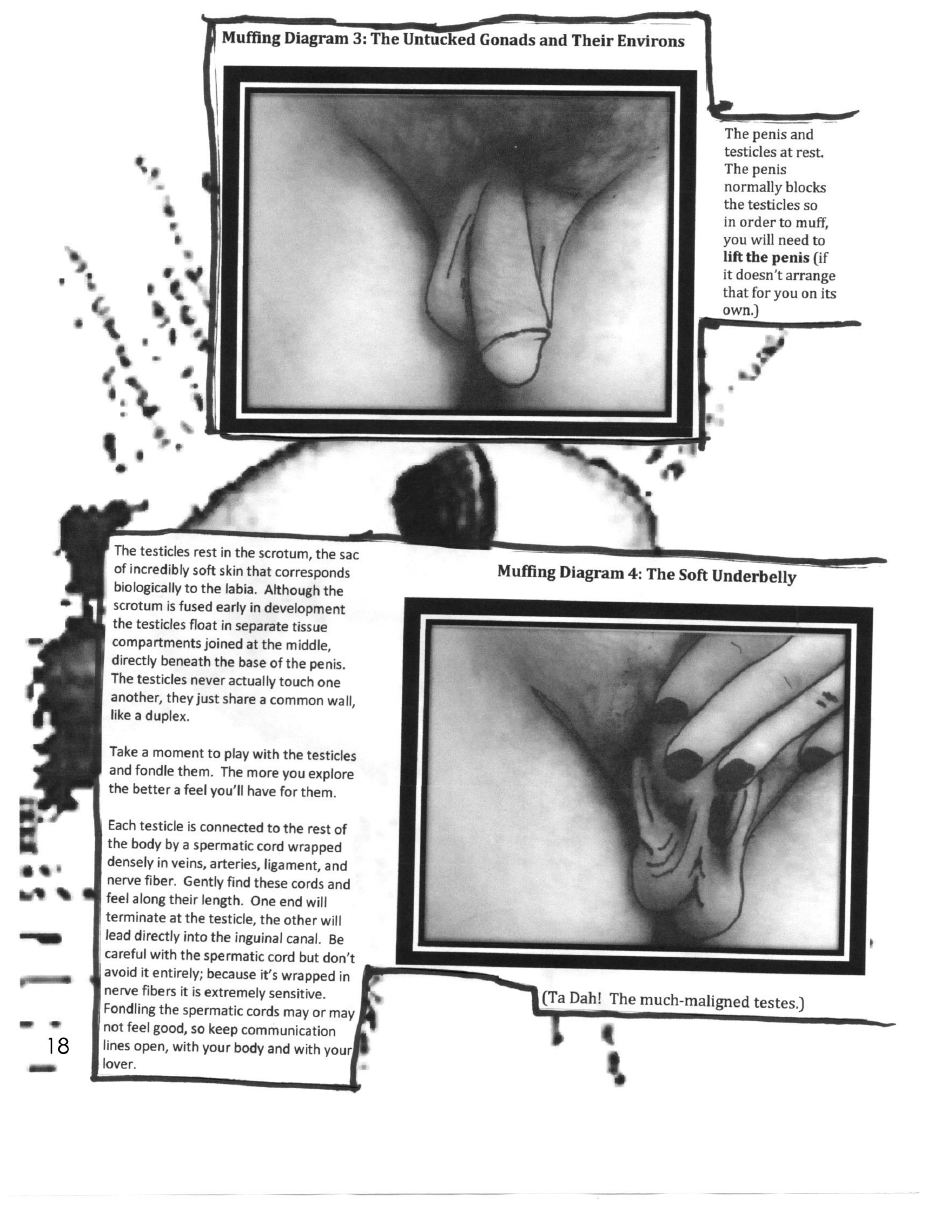 Muffing Diagram 3: The Untucked Gonads and Their Environs
The penis and
testicles at rest.
The penis
normally blocks
the testicles so
in order to muff,
you will need to
lift the penis (if
it doesn't arrange
that for you on its
own.)
The testicles rest in the scrotum, the sac
of incredibly soft skin that corresponds
biologically to the labia.  Although the
scrotum is fused early in development
the testicles float in separate tissue
compartments joined at the middle,
directly beneath the base of the penis.
The testicles never actually touch one
another, they just share a common wall,
like a duplex.
Take a moment to play with the testicles
and fondle them.  The more you explore
the better a feel you'll have for them.
Each testicle is connected to the rest of
the body by a spermatic cord wrapped
densely in veins, arteries, ligament, and
nerve fiber.  Gently find these cords and
feel along their length.  One end will
terminate at the testicle, the other will
lead directly into the inguinal canal.  Be
careful with the spermatic cord but don't
avoid it entirely; because it's wrapped in
nerve fibers it is extremely sensitive.
Fondling the spermatic cords may or may
not feel good, so keep communication
lines open, with your body and with your
lover.
Muffing Diagram 4: The Soft Underbelly
(Ta Dah!  The much-maligned testes.)
18